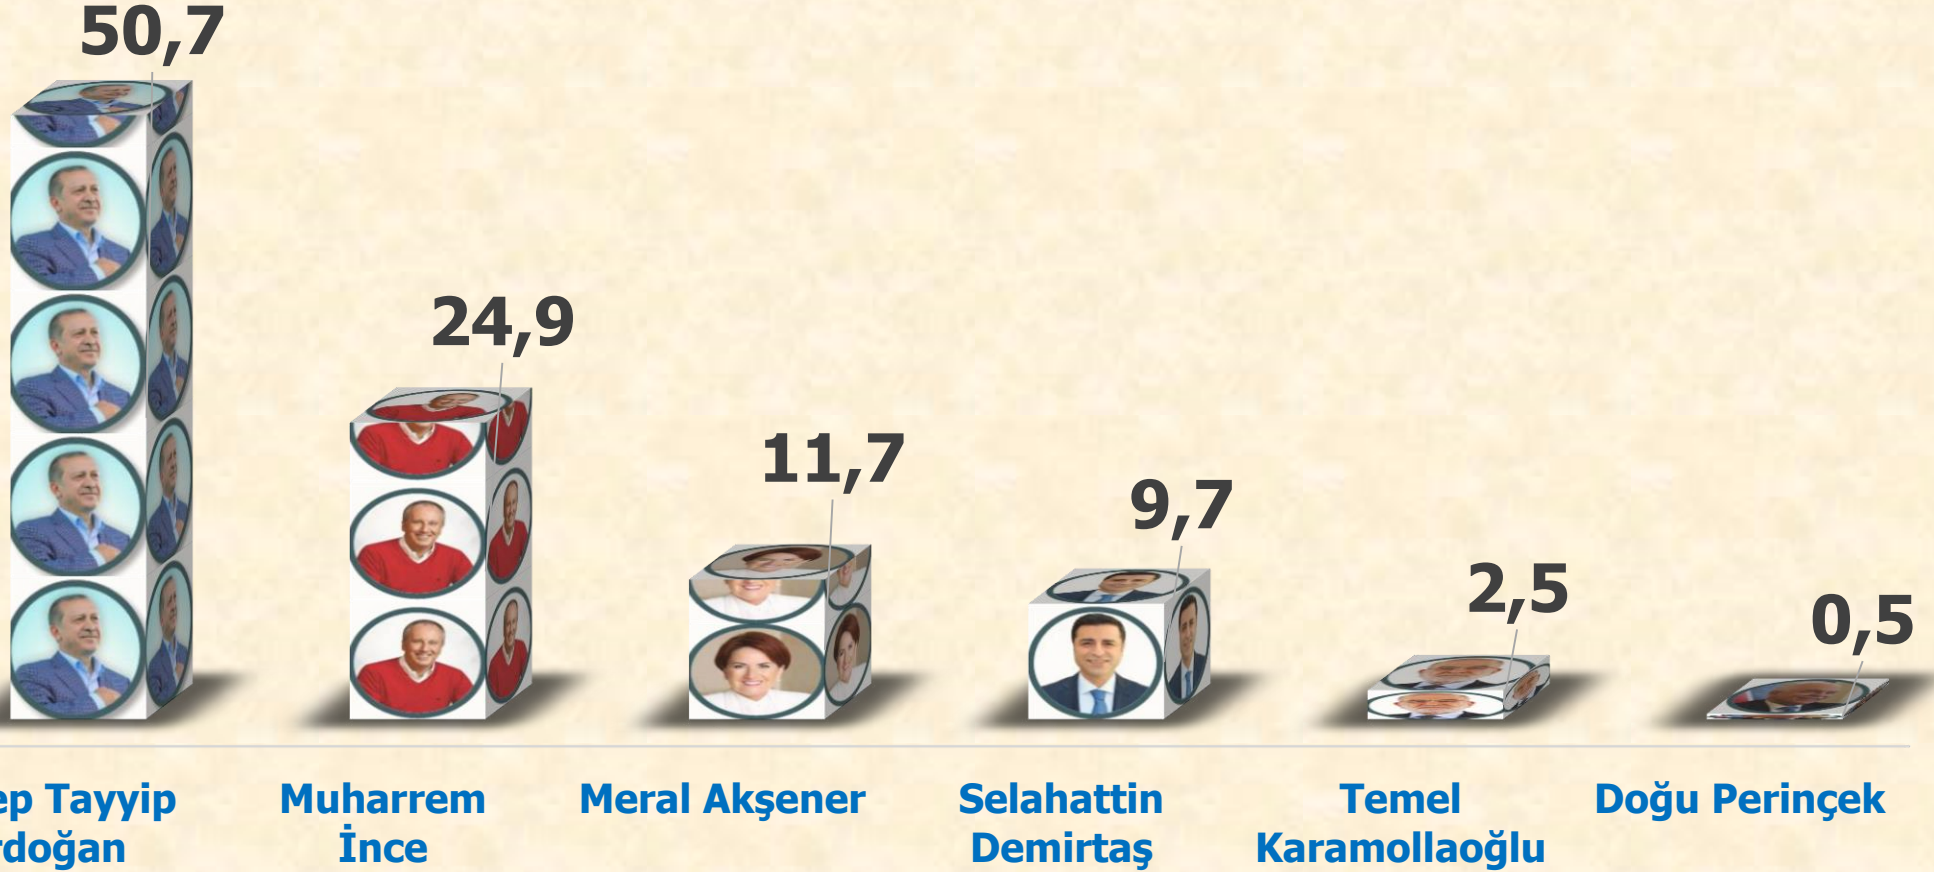 50,7
24,9
11,7
9,7
2,5
0,5
ep Tayyip
rdoğan
Muharrem
İnce
Meral Akşener
Selahattin
Demirtaş
Temel
Karamollaoğlu
Doğu Perinçek